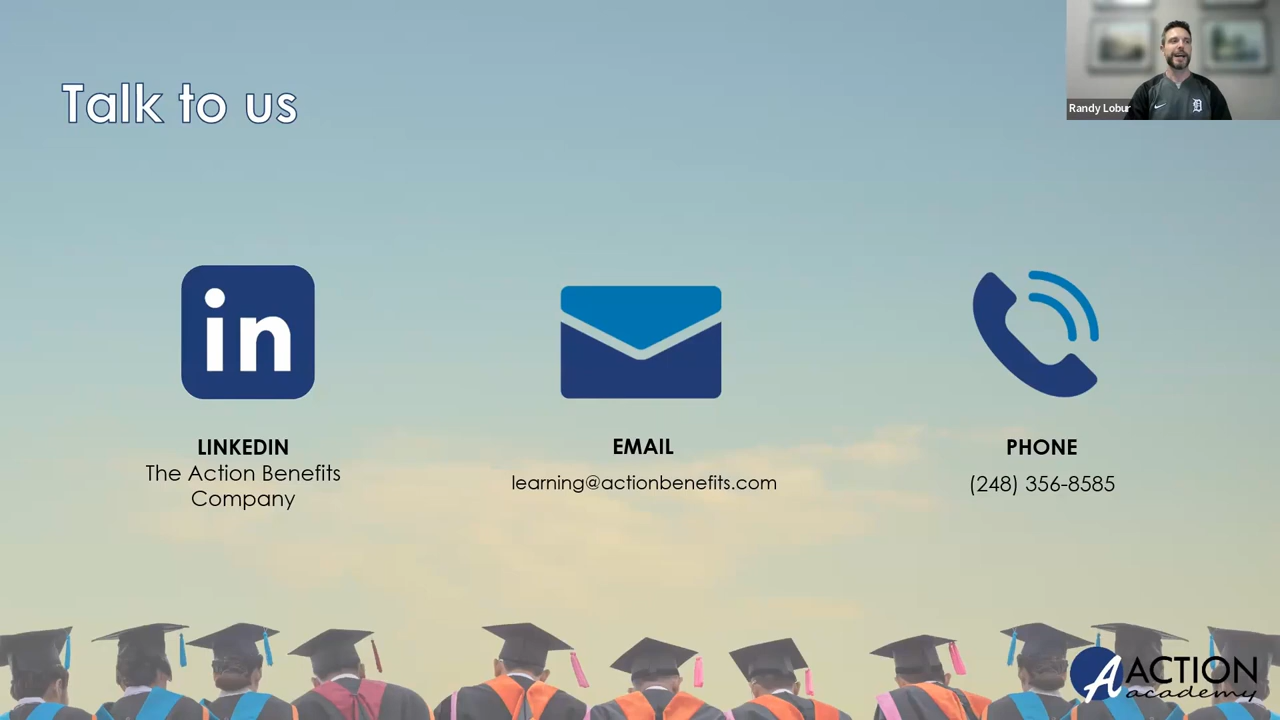 Talk to us
Randy Lobur
in
LINKEDIN
The Action Benefits
Company
EMAIL
learning@actionbenefits.com
PHONE
(248) 356-8585
A ACTION
academy